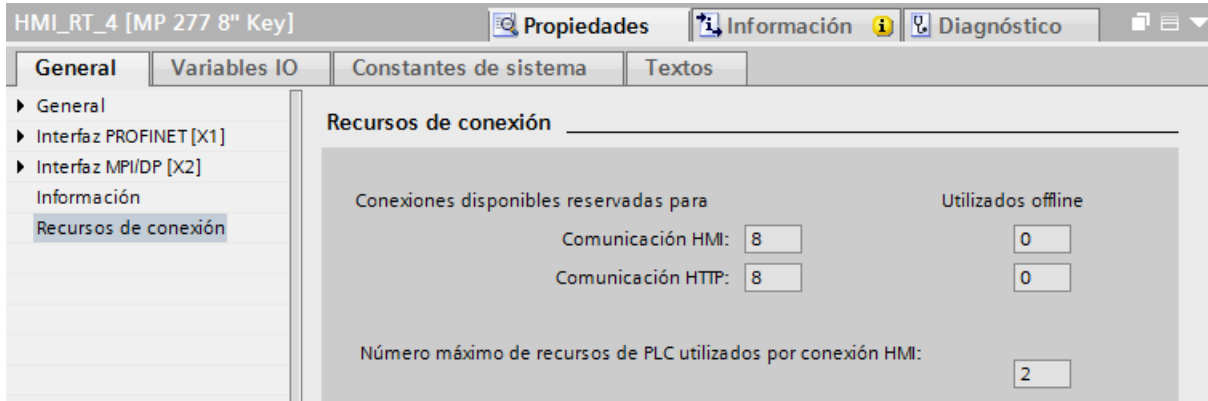 HMI_RT_4 [MP 277 8" Key]
Propiedades
Información
Diagnóstico
General
Variables IO
Constantes de sistema
Textos
General
Interfaz PROFINET [X1]
Interfaz MPI/DP [X2]
Información
Recursos de conexión
Recursos de conexión
Conexiones disponibles reservadas para
Utilizados offline
Comunicación HMI: 8 0
Comunicación HTTP: 8 0
Número máximo de recursos de PLC utilizados por conexión HMI:
2